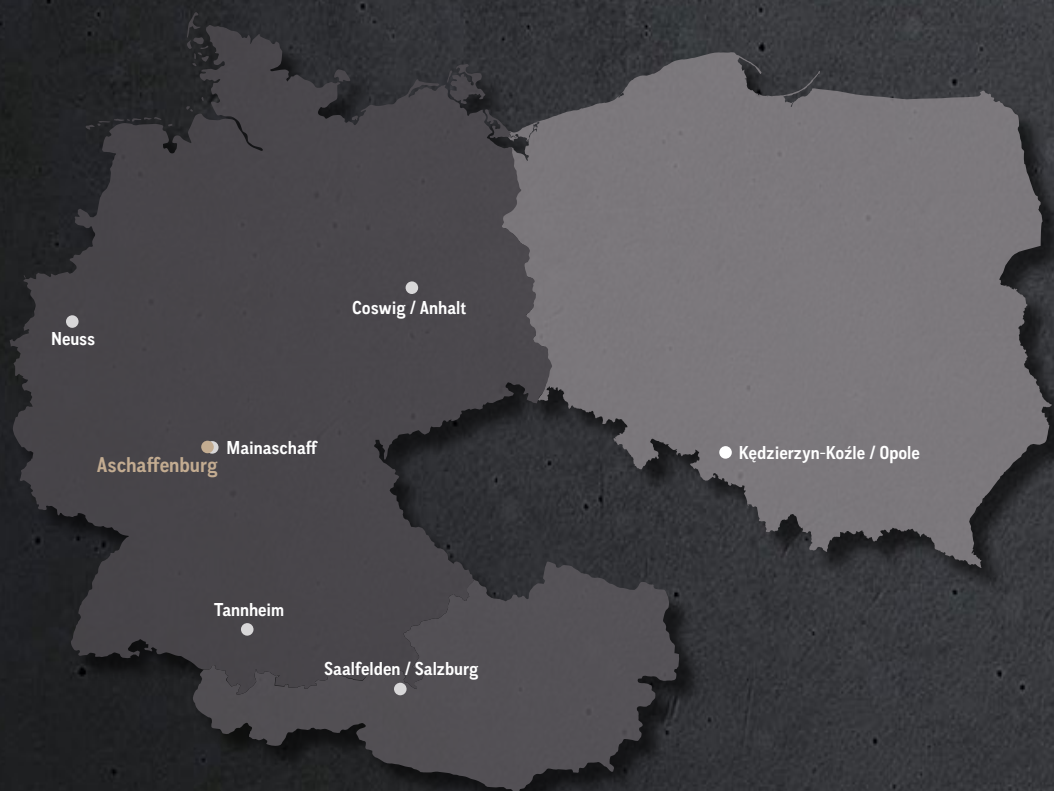 Coswig / Anhalt
Neuss
Mainaschaff
Aschaffenburg
Kędzierzyn-Koźle / Opole
Tannheim
Saalfelden / Salzburg